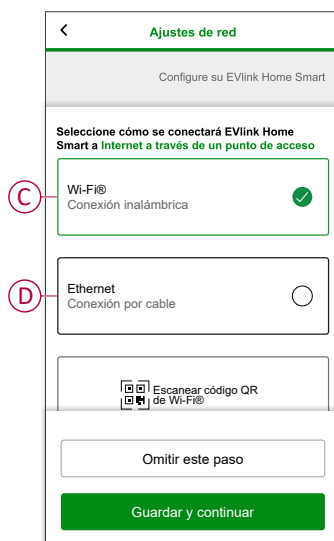 Ajustes de red
Configure su EVlink Home Smart
Seleccione cómo se conectará EVlink Home
Smart a Internet a través de un punto de acceso
C
Wi-Fi®
Conexión inalámbrica
D
Ethernet
Conexión por cable
Escanear código QR
de Wi-Fi®
Omitir este paso
Guardar y continuar